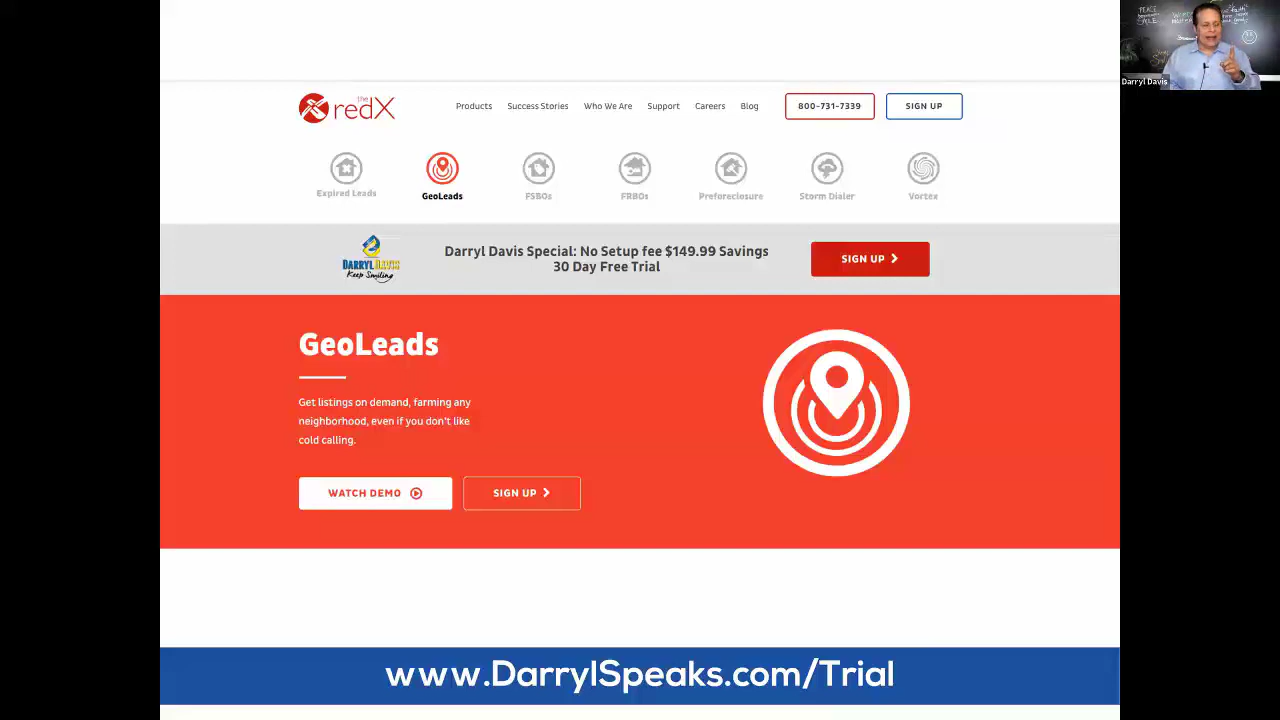 the
redX
Products Success Stories Who We Are Support Careers Blog 800-731-7339 SIGN UP
Expired Leads GeoLeads FSBOs FRBOs Preforeclosure Storm Dialer Vortex
DARRYL DAVIS
Keep Smiling
Darryl Davis Special: No Setup fee $149.99 Savings
30 Day Free Trial
SIGN UP
GeoLeads
Get listings on demand, farming any
neighborhood, even if you don't like
cold calling.
WATCH DEMO SIGN UP
www.DarrylSpeaks.com/Trial
Darryl Davis